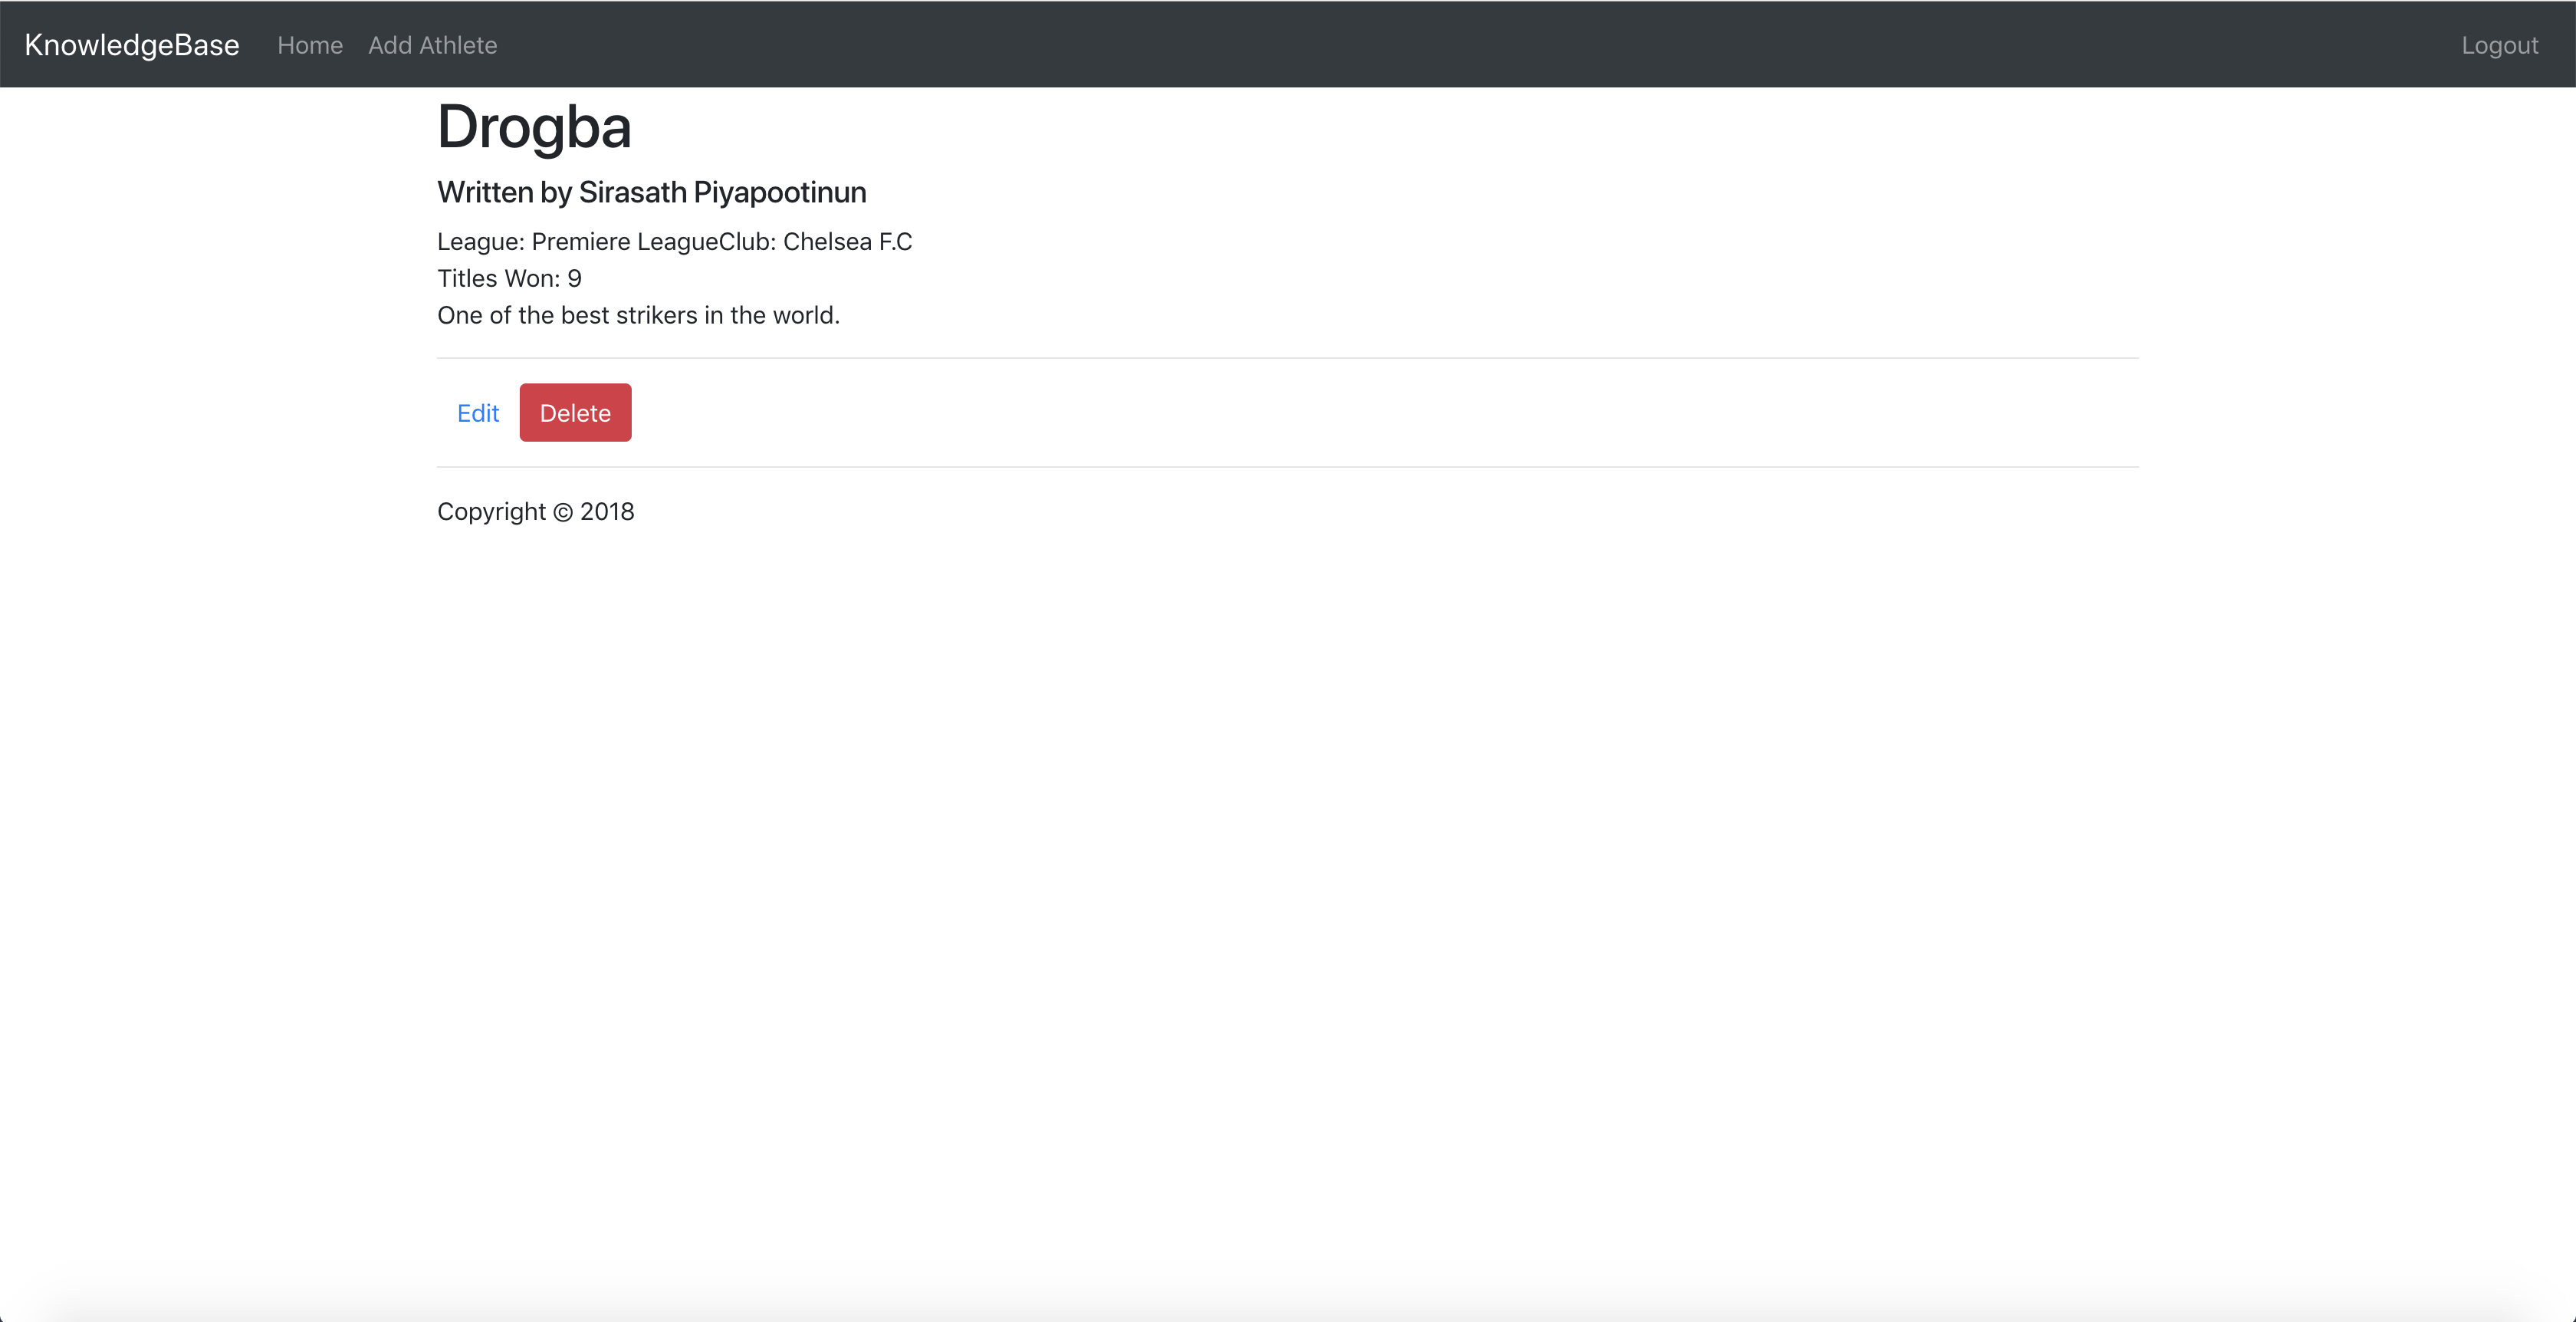 KnowledgeBase Home Add Athlete Logout
Drogba
Written by Sirasath Piyapootinun
League: Premiere LeagueClub: Chelsea F.C
Titles Won: 9
One of the best strikers in the world.
Edit Delete
Copyright © 2018